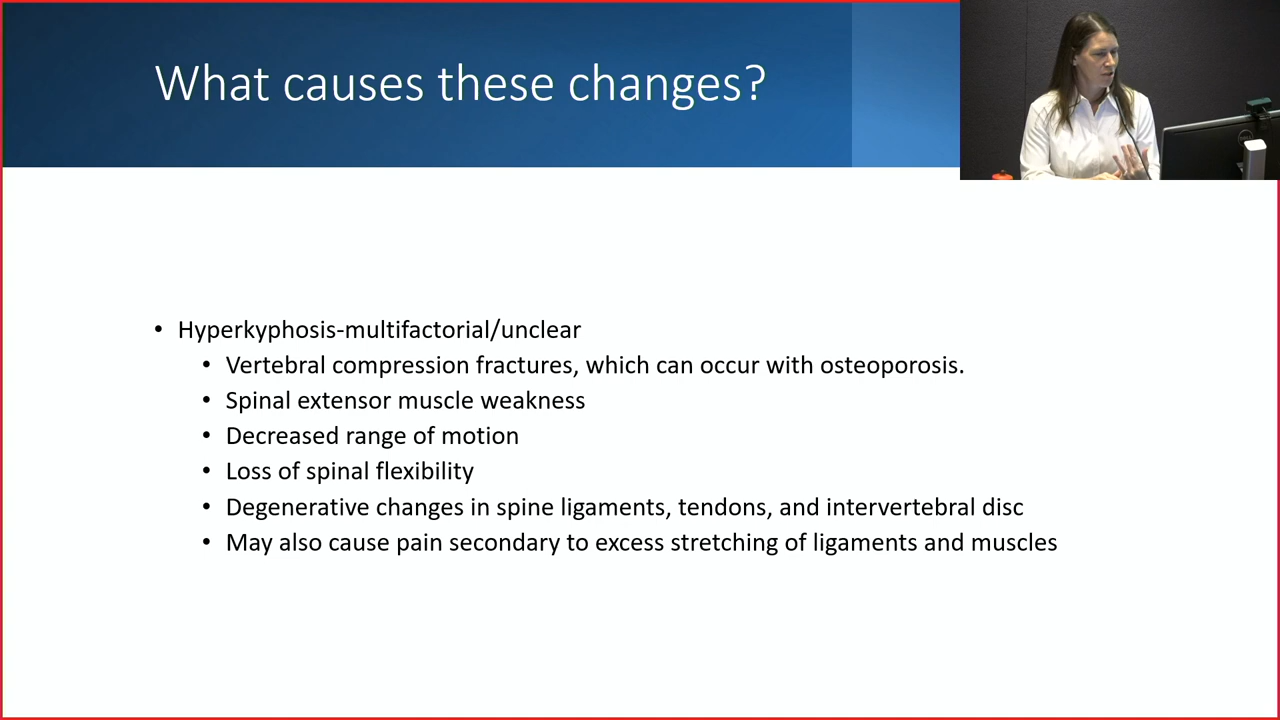 What causes these changes?
• Hyperkyphosis-multifactorial/unclear
• Vertebral compression fractures, which can occur with osteoporosis.
• Spinal extensor muscle weakness
• Decreased range of motion
• Loss of spinal flexibility
• Degenerative changes in spine ligaments, tendons, and intervertebral disc
• May also cause pain secondary to excess stretching of ligaments and muscles